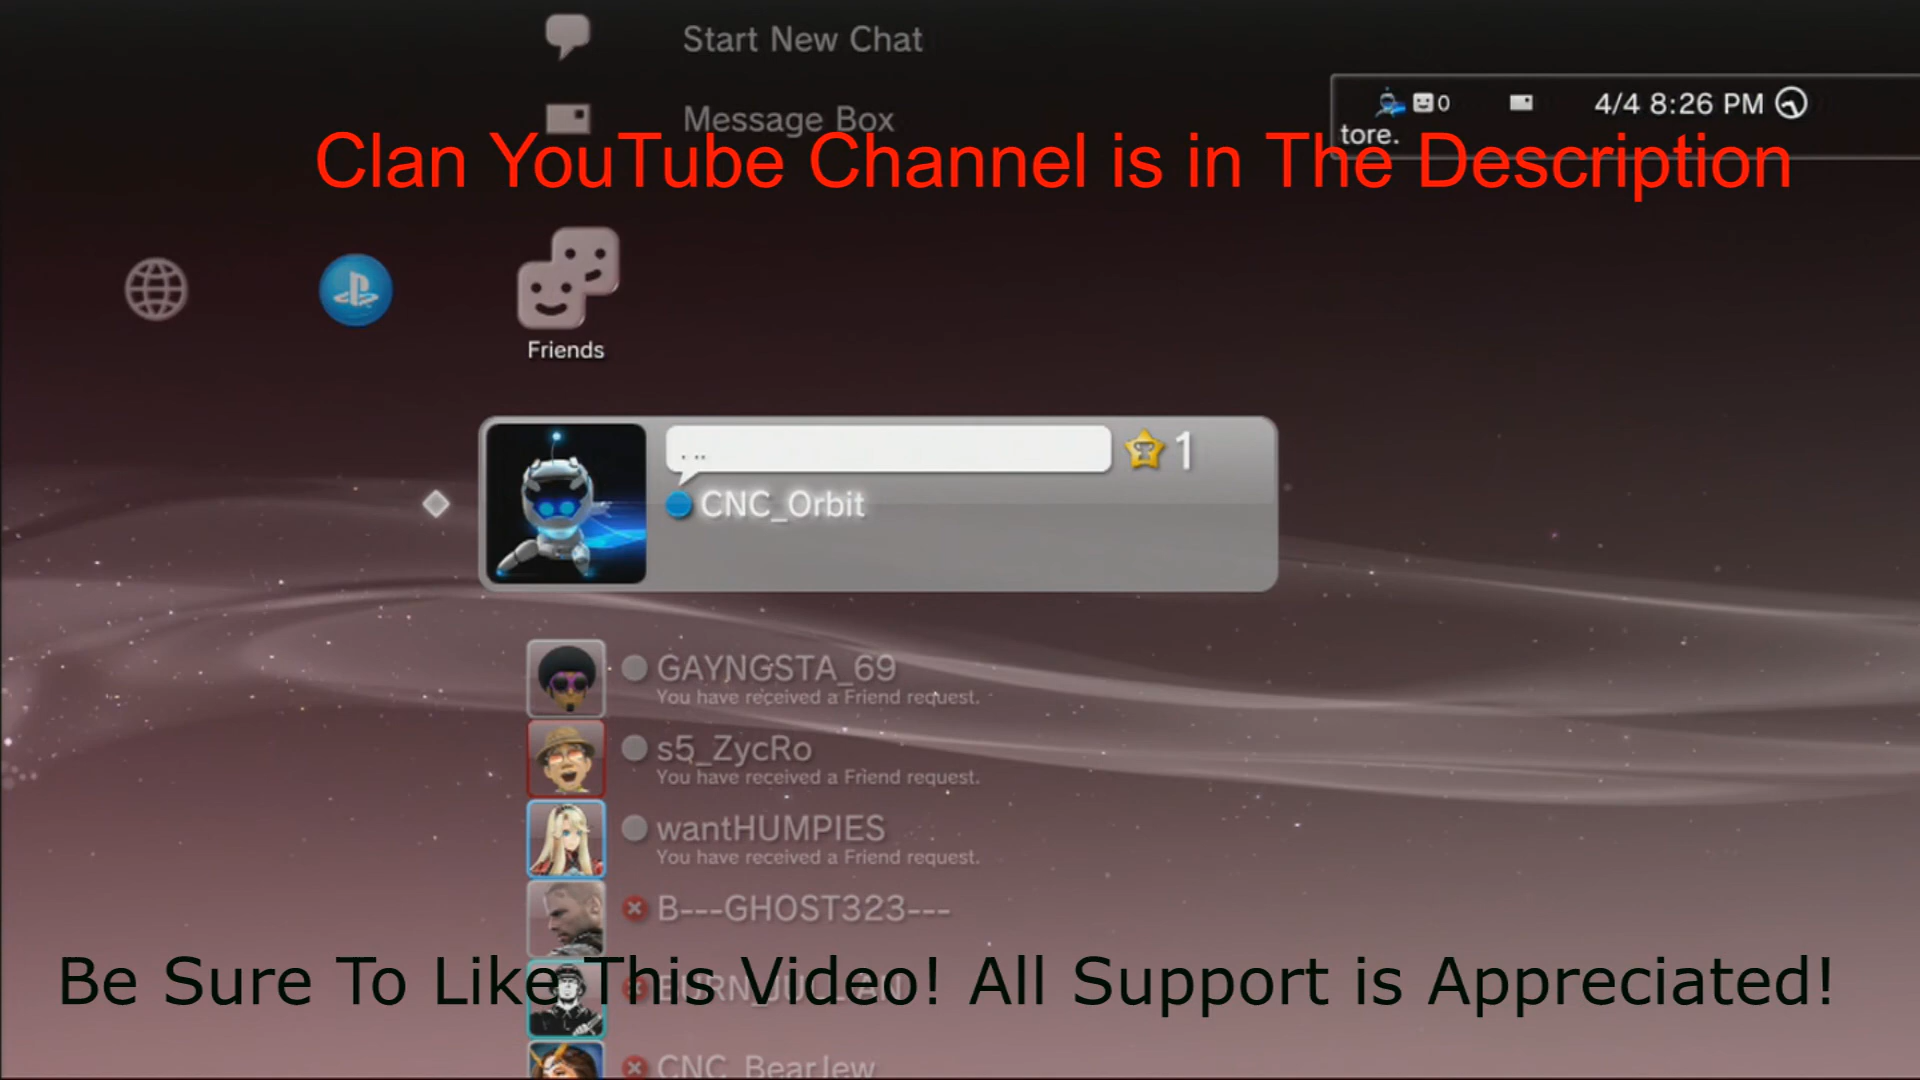 Start New Chat
Message Box
0 4/4 8:26 PM
tore.
Clan YouTube Channel is in The Description
Friends
. ..
1
CNC_Orbit
GAYNGSTA_69
You have received a Friend request.
s5_ZycRo
You have received a Friend request.
wantHUMPIES
You have received a Friend request.
B---GHOST323---
Be Sure To Like This Video! All Support is Appreciated!
CNC_BearJew